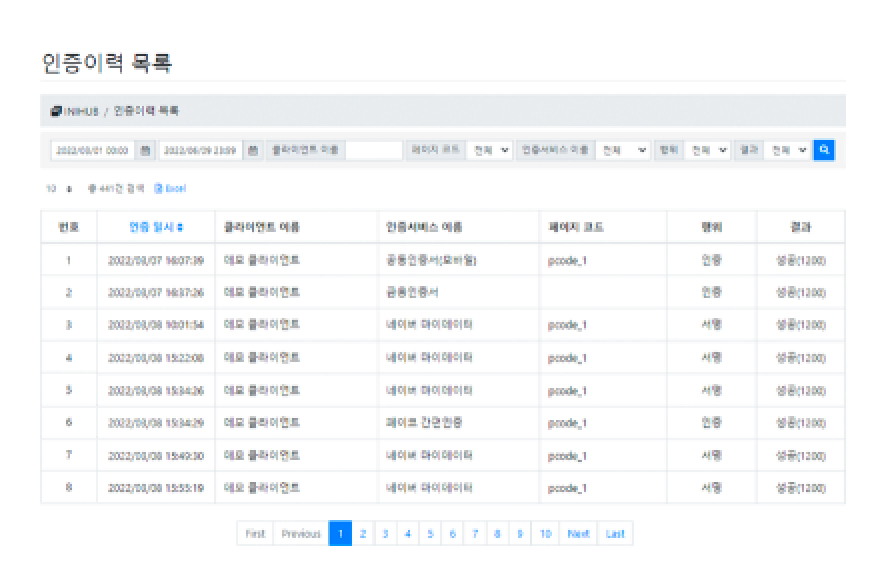 인증이력 목록
INIHUB / 인증이력 목록
2022/03/01 00:00 2022/06/09 23:59 클라이언트 이름 페이지 코드 전체 인증서비스 이름 전체 행위 전체 결과 전체
10 총 441건 검색 Excel
번호 인증 일시 클라이언트 이름 인증서비스 이름 페이지 코드 행위 결과
1 2022/03/07 16:07:39 데모 클라이언트 공동인증서(모바일) pcode_1 인증 성공(1200)
2 2022/03/07 16:37:26 데모 클라이언트 공동인증서 인증 성공(1200)
3 2022/03/08 10:01:54 데모 클라이언트 네이버 마이데이터 pcode_1 서명 성공(1200)
4 2022/03/08 15:22:08 데모 클라이언트 네이버 마이데이터 pcode_1 서명 성공(1200)
5 2022/03/08 15:34:26 데모 클라이언트 네이버 마이데이터 pcode_1 서명 성공(1200)
6 2022/03/08 15:34:29 데모 클라이언트 페이코 간편인증 pcode_1 인증 성공(1200)
7 2022/03/08 15:49:30 데모 클라이언트 네이버 마이데이터 pcode_1 서명 성공(1200)
8 2022/03/08 15:55:19 데모 클라이언트 네이버 마이데이터 pcode_1 서명 성공(1200)
First Previous 1 2 3 4 5 6 7 8 9 10 Next Last